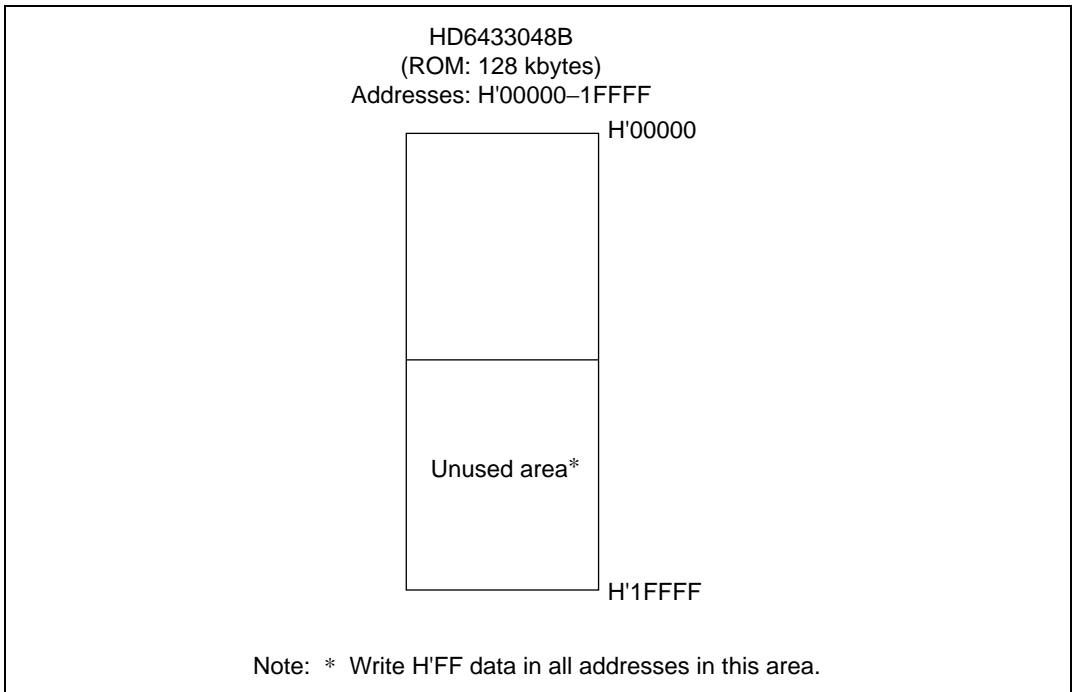 HD6433048B
(ROM: 128 kbytes)
Addresses: H'00000–1FFFF
H'00000
Unused area*
H'1FFFF
Note: * Write H'FF data in all addresses in this area.